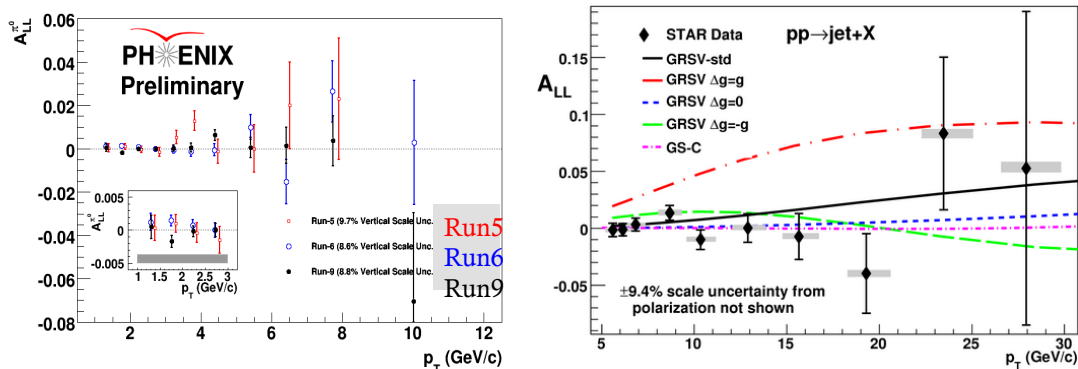 0.06
0.04
0.02
0
-0.02
-0.04
-0.06
-0.08
A_LL^π⁰
PHENIX
Preliminary
0.005
0
-0.005
A_LL^π⁰
1 1.5 2 2.5 3
p_T (GeV/c)
Run-5 (9.7% Vertical Scale Unc.
Run-6 (8.6% Vertical Scale Unc.
Run-9 (8.8% Vertical Scale Unc.
Run5
Run6
Run9
2 4 6 8 10 12
p_T (GeV/c)
A_LL
0.15
0.1
0.05
0
-0.05
STAR Data
GRSV-std
GRSV Δg=g
GRSV Δg=0
GRSV Δg=-g
GS-C
pp→jet+X
±9.4% scale uncertainty from
polarization not shown
5 10 15 20 25 30
p_T (GeV/c)